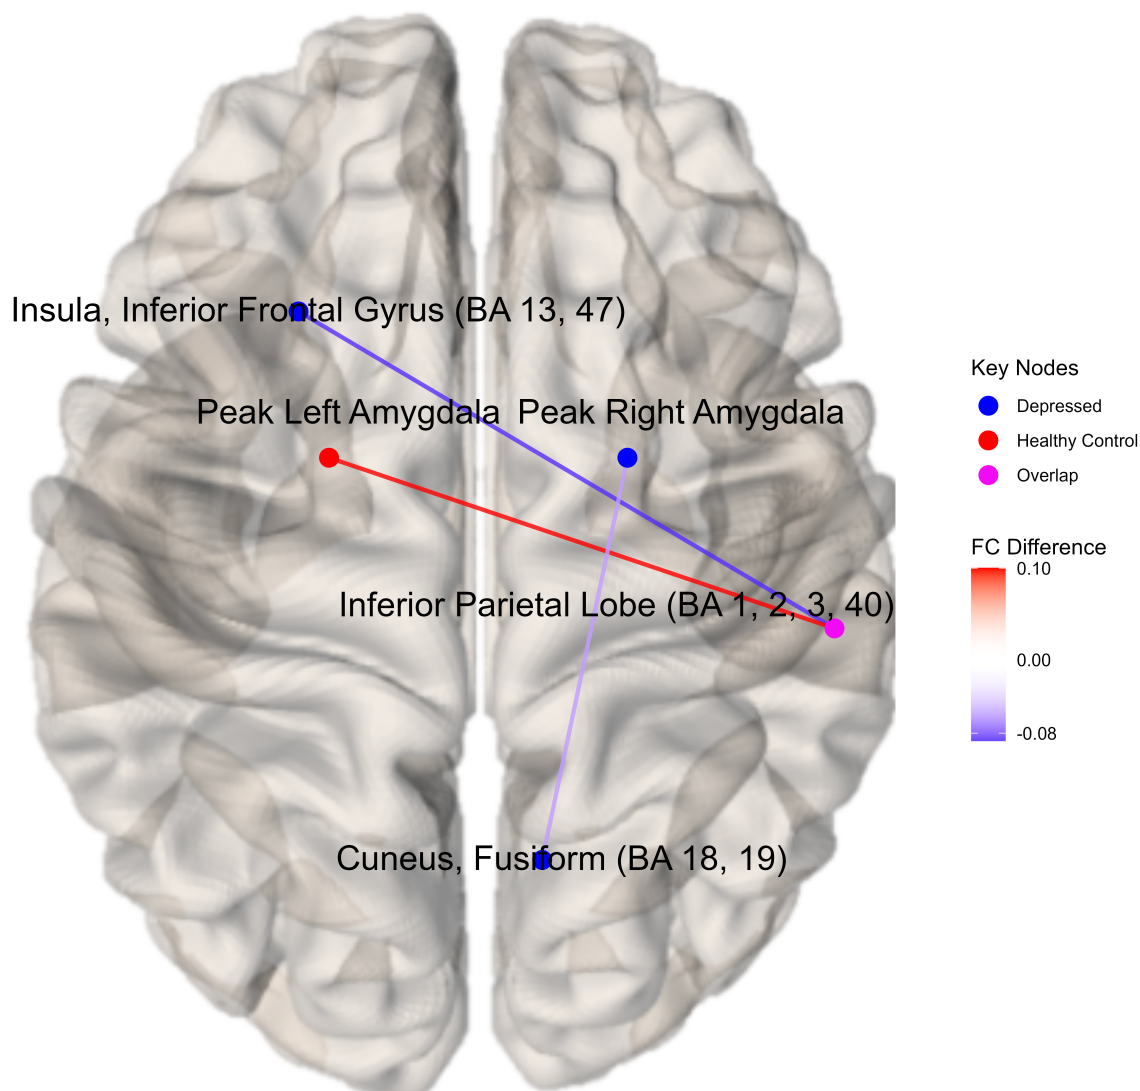 Insula, Inferior Frontal Gyrus (BA 13, 47)
Peak Left Amygdala
Peak Right Amygdala
Inferior Parietal Lobe (BA 1, 2, 3, 40)
Cuneus, Fusiform (BA 18, 19)
Key Nodes
Depressed
Healthy Control
Overlap
FC Difference
0.10
0.00
-0.08